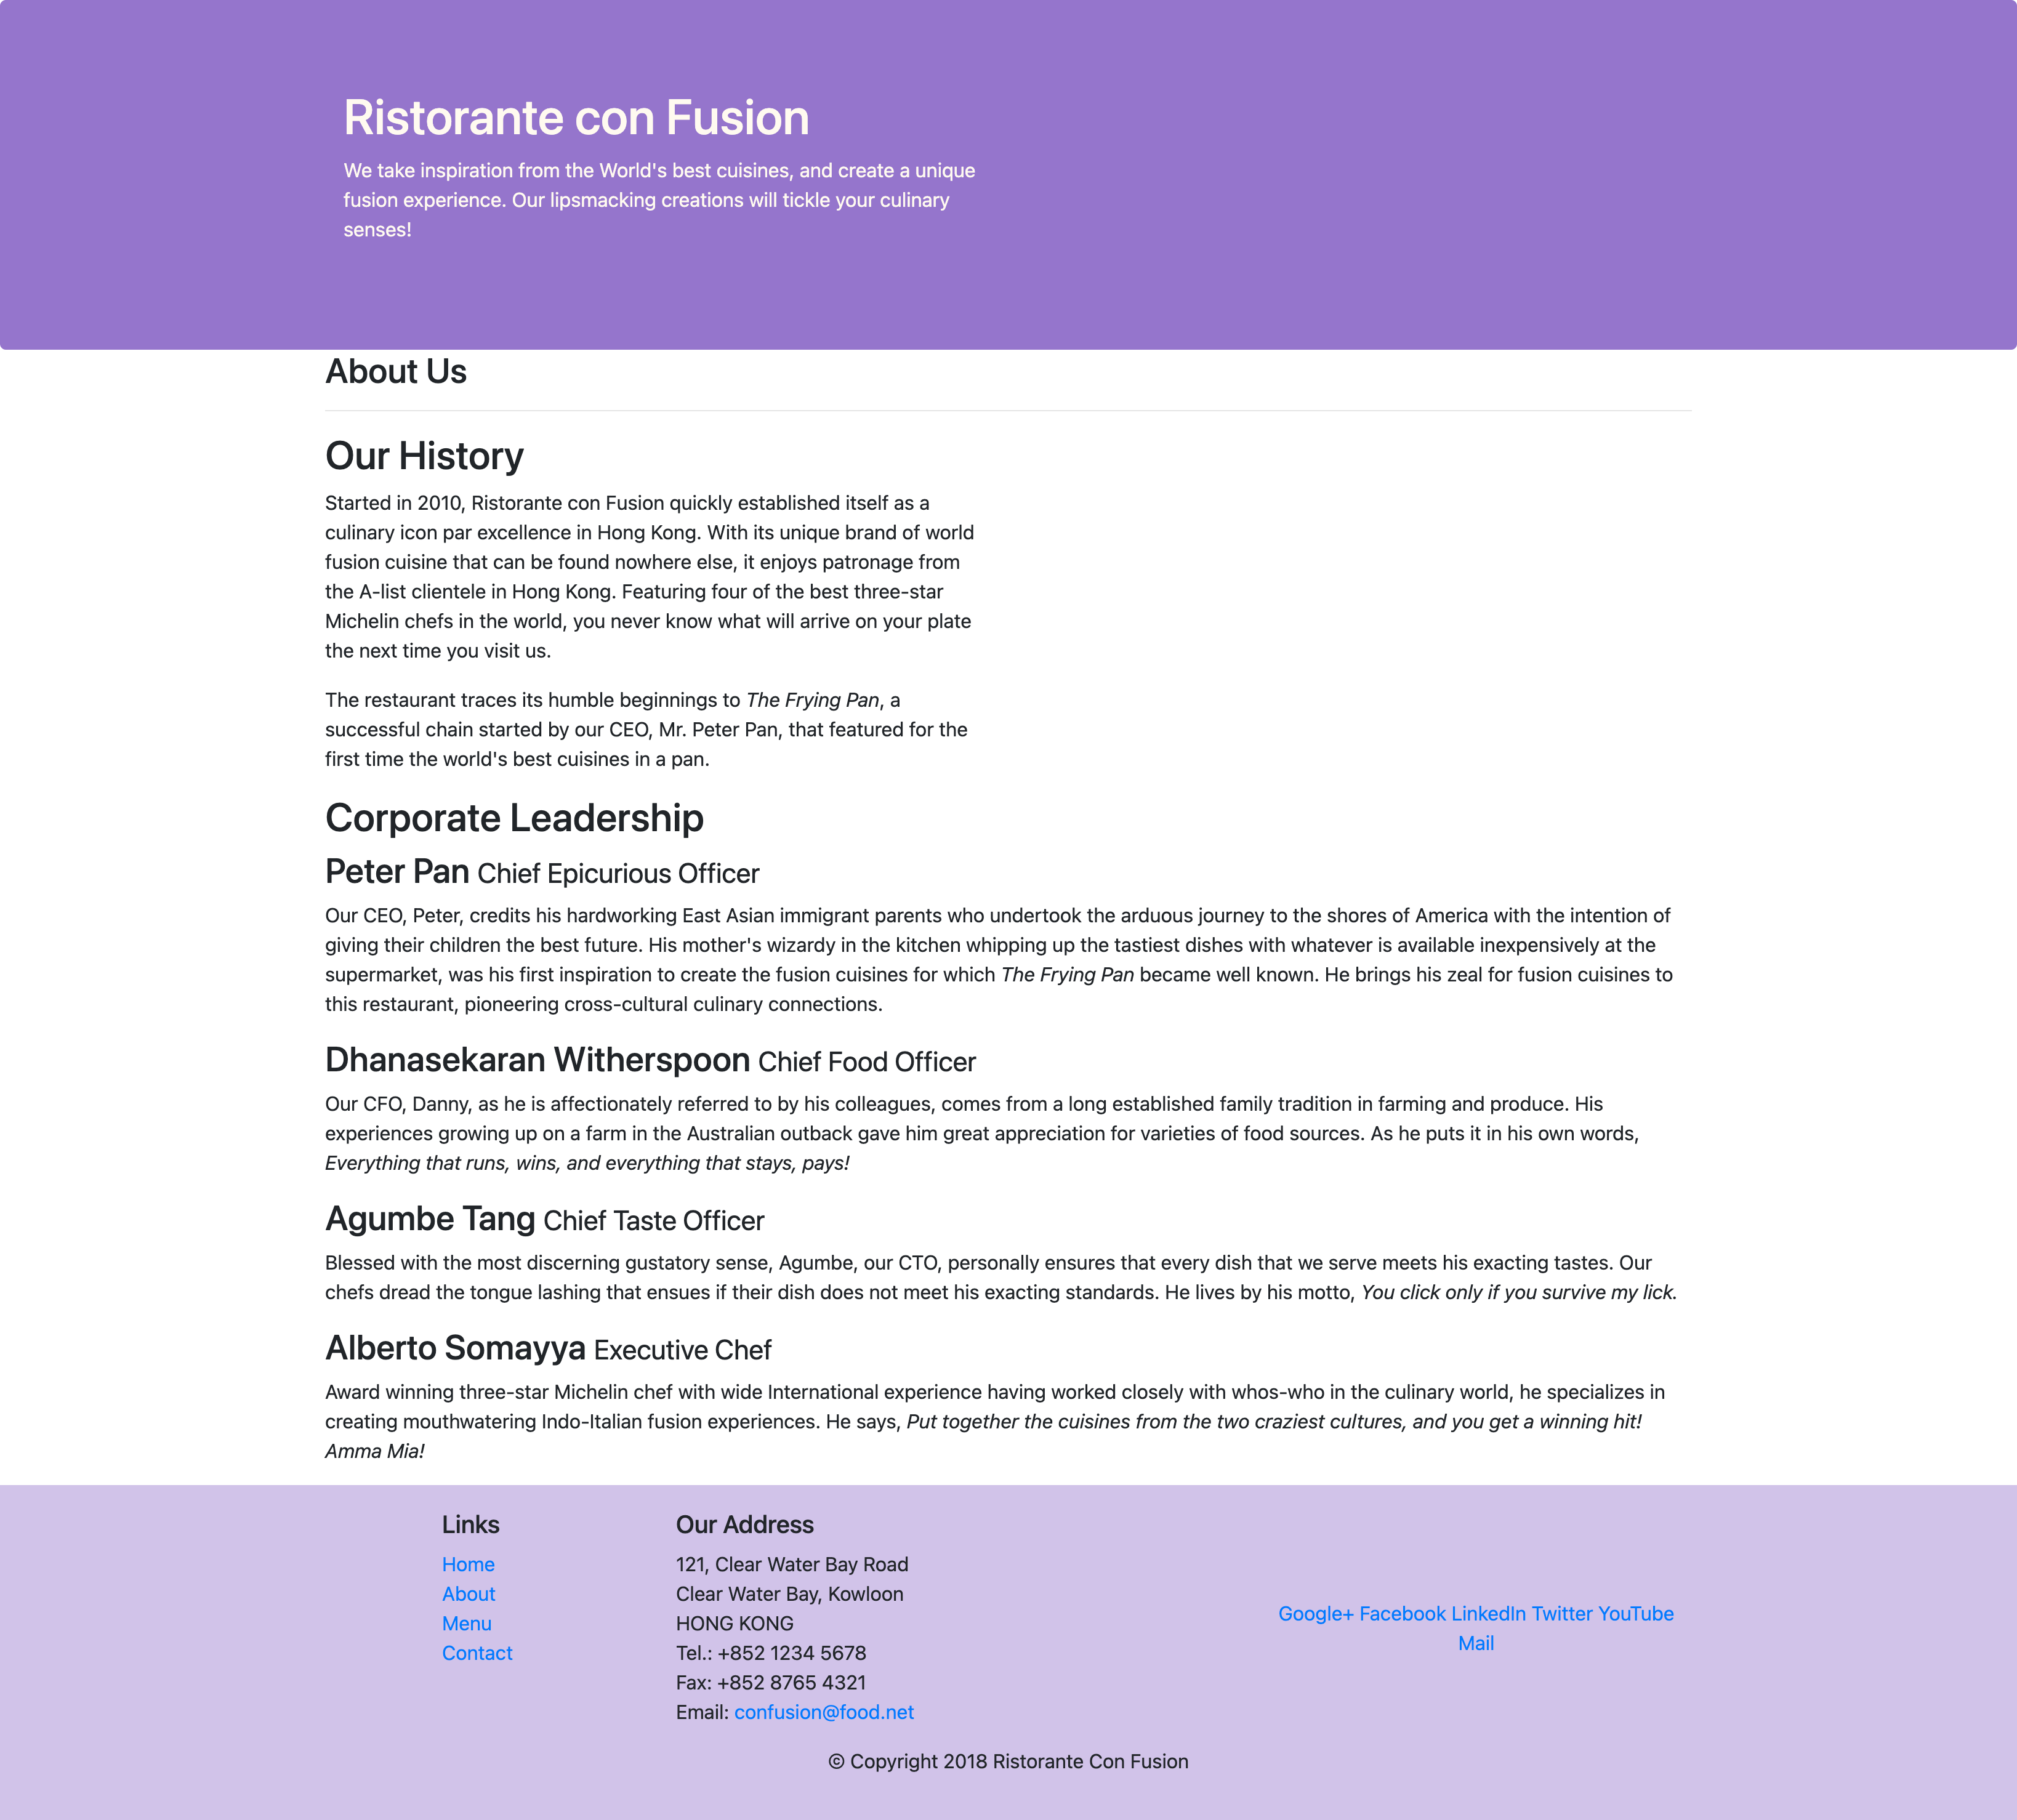 Ristorante con Fusion
We take inspiration from the World's best cuisines, and create a unique
fusion experience. Our lipsmacking creations will tickle your culinary
senses!
About Us
Our History
Started in 2010, Ristorante con Fusion quickly established itself as a
culinary icon par excellence in Hong Kong. With its unique brand of world
fusion cuisine that can be found nowhere else, it enjoys patronage from
the A-list clientele in Hong Kong. Featuring four of the best three-star
Michelin chefs in the world, you never know what will arrive on your plate
the next time you visit us.
The restaurant traces its humble beginnings to The Frying Pan, a
successful chain started by our CEO, Mr. Peter Pan, that featured for the
first time the world's best cuisines in a pan.
Corporate Leadership
Peter Pan Chief Epicurious Officer
Our CEO, Peter, credits his hardworking East Asian immigrant parents who undertook the arduous journey to the shores of America with the intention of
giving their children the best future. His mother's wizardy in the kitchen whipping up the tastiest dishes with whatever is available inexpensively at the
supermarket, was his first inspiration to create the fusion cuisines for which The Frying Pan became well known. He brings his zeal for fusion cuisines to
this restaurant, pioneering cross-cultural culinary connections.
Dhanasekaran Witherspoon Chief Food Officer
Our CFO, Danny, as he is affectionately referred to by his colleagues, comes from a long established family tradition in farming and produce. His
experiences growing up on a farm in the Australian outback gave him great appreciation for varieties of food sources. As he puts it in his own words,
Everything that runs, wins, and everything that stays, pays!
Agumbe Tang Chief Taste Officer
Blessed with the most discerning gustatory sense, Agumbe, our CTO, personally ensures that every dish that we serve meets his exacting tastes. Our
chefs dread the tongue lashing that ensues if their dish does not meet his exacting standards. He lives by his motto, You click only if you survive my lick.
Alberto Somayya Executive Chef
Award winning three-star Michelin chef with wide International experience having worked closely with whos-who in the culinary world, he specializes in
creating mouthwatering Indo-Italian fusion experiences. He says, Put together the cuisines from the two craziest cultures, and you get a winning hit!
Amma Mia!
Links
Home
About
Menu
Contact
Our Address
121, Clear Water Bay Road
Clear Water Bay, Kowloon
HONG KONG
Tel.: +852 1234 5678
Fax: +852 8765 4321
Email: confusion@food.net
Google+ Facebook LinkedIn Twitter YouTube
Mail
© Copyright 2018 Ristorante Con Fusion